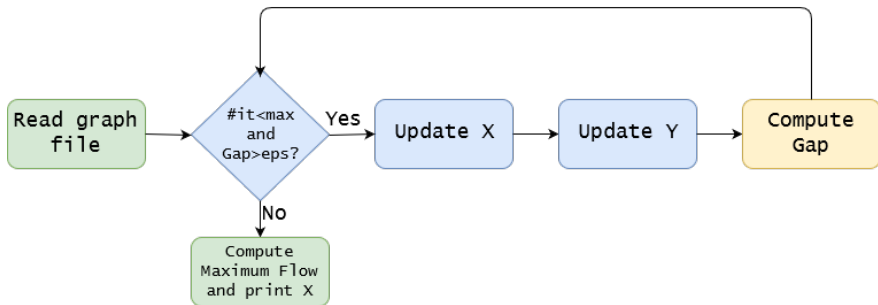 Read graph
file
#it<max
and
Gap>eps?
Yes
Update X
Update Y
Compute
Gap
No
Compute
Maximum Flow
and print X